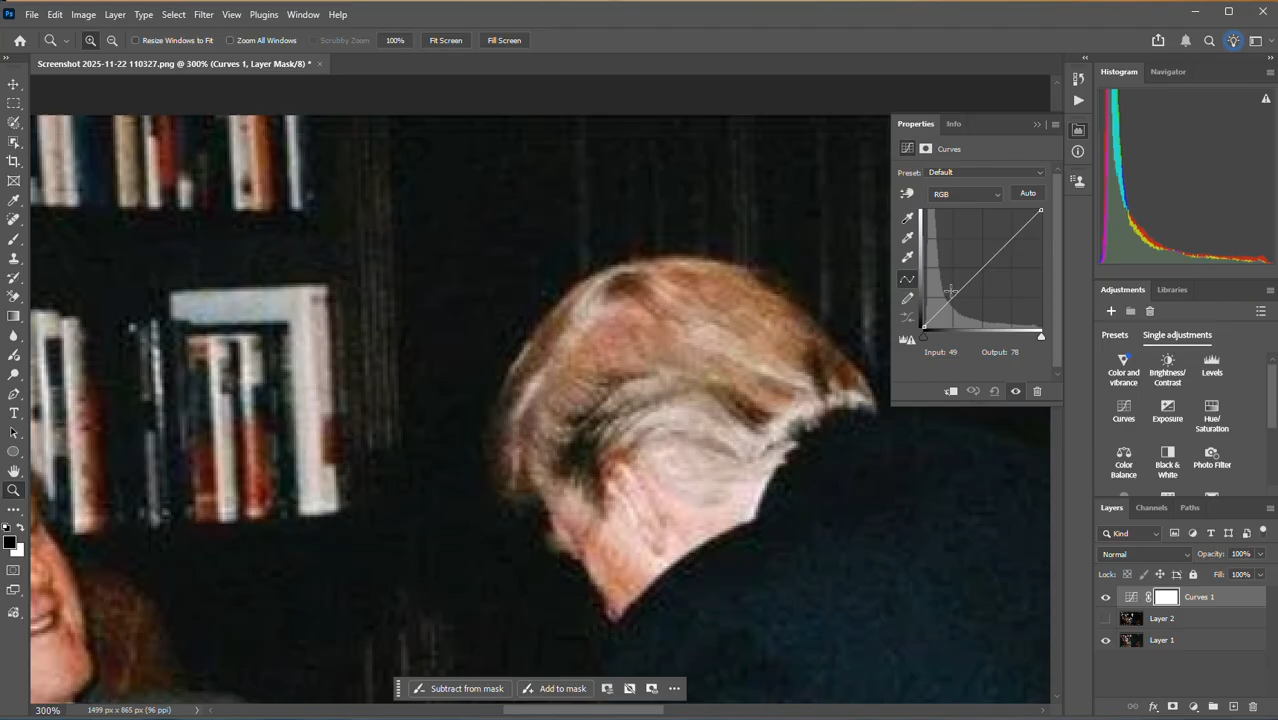 Ps File Edit Image Layer Type Select Filter View Plugins Window Help
Resize Windows to Fit Zoom All Windows Scrubby Zoom 100% Fit Screen Fill Screen
Screenshot 2025-11-22 110327.png @ 300% (Curves 1, Layer Mask/8) *
Histogram Navigator
Properties Info
Curves
Preset: Default
RGB Auto
Input: 49 Output: 78
Adjustments Libraries
Presets Single adjustments
Color and vibrance
Brightness/Contrast
Levels
Curves
Exposure
Hue/Saturation
Color Balance
Black & White
Photo Filter
Layers Channels Paths
Kind
Normal Opacity: 100%
Lock: Fill: 100%
Curves 1
Layer 2
Layer 1
Subtract from mask Add to mask
300% 1499 px x 865 px (96 ppi)